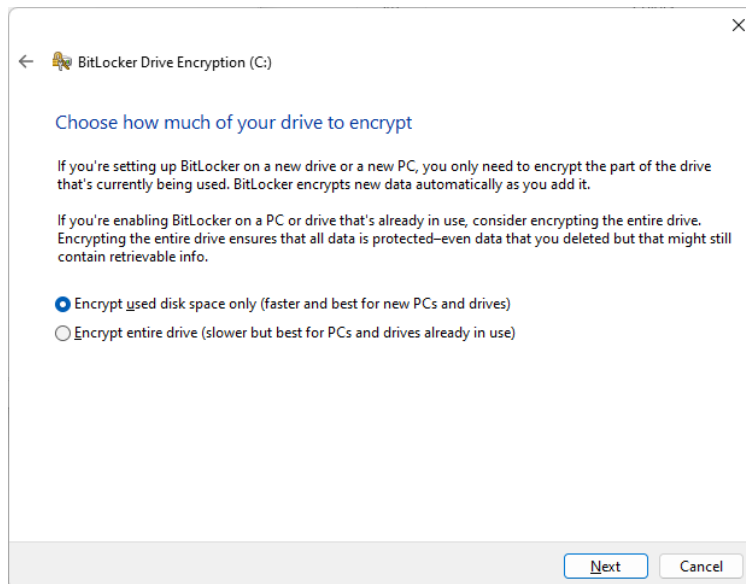 BitLocker Drive Encryption (C:)
Choose how much of your drive to encrypt
If you're setting up BitLocker on a new drive or a new PC, you only need to encrypt the part of the drive
that's currently being used. BitLocker encrypts new data automatically as you add it.
If you're enabling BitLocker on a PC or drive that's already in use, consider encrypting the entire drive.
Encrypting the entire drive ensures that all data is protected–even data that you deleted but that might still
contain retrievable info.
Encrypt used disk space only (faster and best for new PCs and drives)
Encrypt entire drive (slower but best for PCs and drives already in use)
Next Cancel